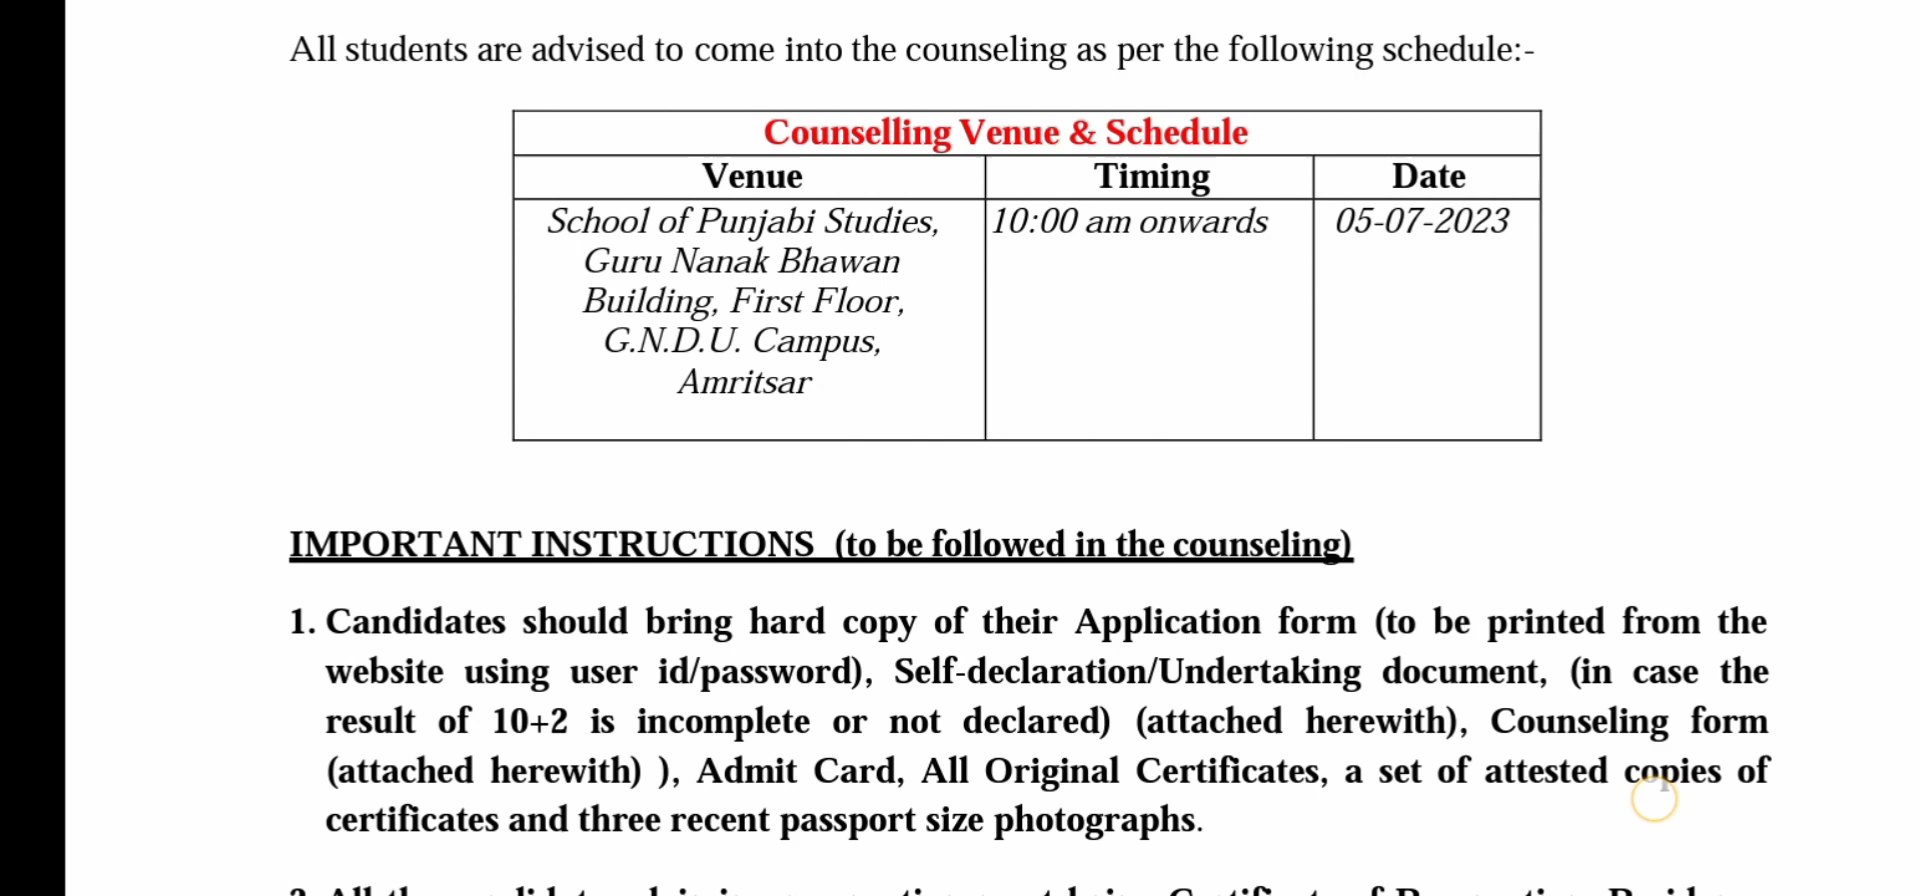 All students are advised to come into the counseling as per the following schedule:-
Counselling Venue & Schedule
Venue Timing Date
School of Punjabi Studies, 10:00 am onwards 05-07-2023
Guru Nanak Bhawan
Building, First Floor,
G.N.D.U. Campus,
Amritsar
IMPORTANT INSTRUCTIONS (to be followed in the counseling)
1. Candidates should bring hard copy of their Application form (to be printed from the
website using user id/password), Self-declaration/Undertaking document, (in case the
result of 10+2 is incomplete or not declared) (attached herewith), Counseling form
(attached herewith) ), Admit Card, All Original Certificates, a set of attested copies of
certificates and three recent passport size photographs.